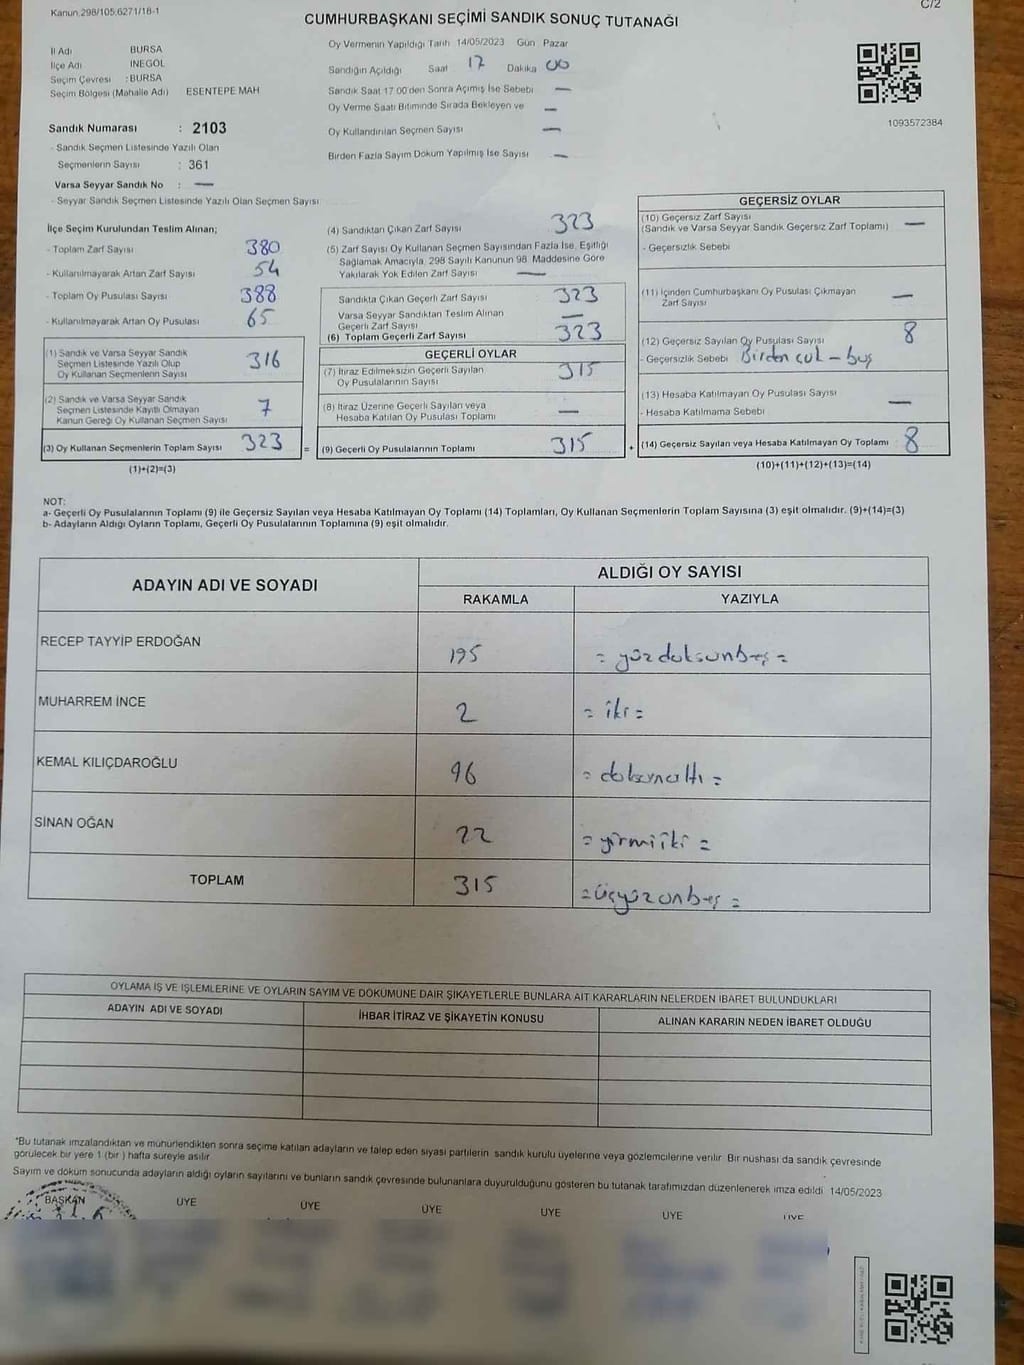 Kanun.298/105.6271/18-1
C/2
CUMHURBAŞKANI SEÇİMİ SANDIK SONUÇ TUTANAĞI
İl Adı BURSA
İlçe Adı INEGÖL
Seçim Çevresi : BURSA
Seçim Bölgesi (Mahalle Adı) ESENTEPE MAH
Oy Vermenin Yapıldığı Tarih 14/05/2023 Gün Pazar
Sandığın Açıldığı Saat 17 Dakika 00
Sandık Saat 17 00'den Sonra Açımış İse Sebebi —
Oy Verme Saati Bitiminde Sırada Bekleyen ve —
Oy Kullandırılan Seçmen Sayısı —
Birden Fazla Sayım Döküm Yapılmış İse Sayısı —
1093572384
Sandık Numarası : 2103
- Sandık Seçmen Listesinde Yazılı Olan
Seçmenlerin Sayısı : 361
Varsa Seyyar Sandık No : —
- Seyyar Sandık Seçmen Listesinde Yazılı Olan Seçmen Sayısı
İlçe Seçim Kurulundan Teslim Alınan;
- Toplam Zarf Sayısı 380
- Kullanılmayarak Artan Zarf Sayısı 54
- Toplam Oy Pusulası Sayısı 388
- Kullanılmayarak Artan Oy Pusulası 65
(1) Sandık ve Varsa Seyyar Sandık
Seçmen Listesinde Yazılı Olup
Oy Kullanan Seçmenlerin Sayısı 316
(2) Sandık ve Varsa Seyyar Sandık
Seçmen Listesinde Kayıtlı Olmayan
Kanun Gereği Oy Kullanan Seçmen Sayısı 7
(3) Oy Kullanan Seçmenlerin Toplam Sayısı 323
(1)+(2)=(3)
=
(4) Sandıktan Çıkan Zarf Sayısı 323
(5) Zarf Sayısı Oy Kullanan Seçmen Sayısından Fazla İse, Eşitliği
Sağlamak Amacıyla, 298 Sayılı Kanunun 98. Maddesine Göre
Yakılarak Yok Edilen Zarf Sayısı —
Sandıkta Çıkan Geçerli Zarf Sayısı 323
Varsa Seyyar Sandıktan Teslim Alınan
Geçerli Zarf Sayısı —
(6) Toplam Geçerli Zarf Sayısı 323
GEÇERLİ OYLAR
(7) İtiraz Edilmeksizin Geçerli Sayılan
Oy Pusulalarının Sayısı 315
(8) İtiraz Üzerine Geçerli Sayılan veya
Hesaba Katılan Oy Pusulası Toplamı —
(9) Geçerli Oy Pusulalarının Toplamı 315
+
GEÇERSİZ OYLAR
(10) Geçersiz Zarf Sayısı
(Sandık ve Varsa Seyyar Sandık Geçersiz Zarf Toplamı) —
- Geçersizlik Sebebi
(11) İçinden Cumhurbaşkanı Oy Pusulası Çıkmayan
Zarf Sayısı —
(12) Geçersiz Sayılan Oy Pusulası Sayısı 8
- Geçersizlik Sebebi Birden çok - boş
(13) Hesaba Katılmayan Oy Pusulası Sayısı —
- Hesaba Katılmama Sebebi
(14) Geçersiz Sayılan veya Hesaba Katılmayan Oy Toplamı 8
(10)+(11)+(12)+(13)=(14)
NOT:
a- Geçerli Oy Pusulalarının Toplamı (9) ile Geçersiz Sayılan veya Hesaba Katılmayan Oy Toplamı (14) Toplamları, Oy Kullanan Seçmenlerin Toplam Sayısına (3) eşit olmalıdır. (9)+(14)=(3)
b- Adayların Aldığı Oyların Toplamı, Geçerli Oy Pusulalarının Toplamına (9) eşit olmalıdır.
ADAYIN ADI VE SOYADI
ALDIĞI OY SAYISI
RAKAMLA YAZIYLA
RECEP TAYYİP ERDOĞAN 195 = yüzdoksanbeş =
MUHARREM İNCE 2 = iki =
KEMAL KILIÇDAROĞLU 96 = doksanaltı =
SİNAN OĞAN 22 = yirmiiki =
TOPLAM 315 = üçyüzonbeş =
OYLAMA İŞ VE İŞLEMLERİNE VE OYLARIN SAYIM VE DÖKÜMÜNE DAİR ŞİKAYETLERLE BUNLARA AİT KARARLARIN NELERDEN İBARET BULUNDUKLARI
ADAYIN ADI VE SOYADI İHBAR İTİRAZ VE ŞİKAYETİN KONUSU ALINAN KARARIN NEDEN İBARET OLDUĞU
*Bu tutanak imzalandıktan ve mühürlendikten sonra seçime katılan adayların ve talep eden siyasi partilerin sandık kurulu üyelerine veya gözlemcilerine verilir Bir nüshası da sandık çevresinde
görülecek bir yere 1 (bir ) hafta süreyle asılır
Sayım ve döküm sonucunda adayların aldığı oyların sayılarını ve bunların sandık çevresinde bulunanlara duyurulduğunu gösteren bu tutanak tarafımızdan düzenlenerek imza edildi 14/05/2023
BAŞKAN ÜYE ÜYE ÜYE ÜYE ÜYE ÜYE